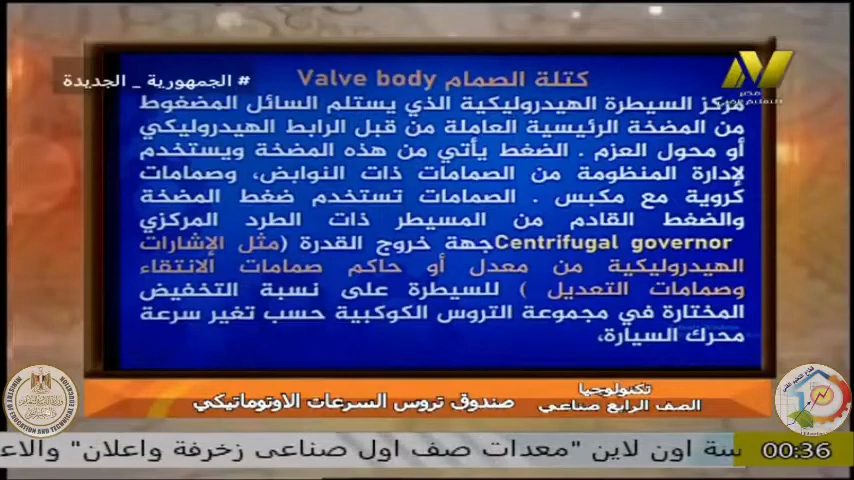 كتلة الصمام Valve body
# الجمهورية _ الجديدة
مصر
مركز السيطرة الهيدروليكية الذي يستلم السائل المضغوط
من المضخة الرئيسية العاملة من قبل الرابط الهيدروليكي
أو محول العزم . الضغط يأتي من هذه المضخة ويستخدم
لإدارة المنظومة من الصمامات ذات النوابض، وصمامات
كروية مع مكبس . الصمامات تستخدم ضغط المضخة
والضغط القادم من المسيطر ذات الطرد المركزي
Centrifugal governorجهة خروج القدرة (مثل الإشارات
الهيدروليكية من معدل أو حاكم صمامات الانتقاء
وصمامات التعديل ) للسيطرة على نسبة التخفيض
المختارة في مجموعة التروس الكوكبية حسب تغير سرعة
محرك السيارة،
تكنولوجيا
الصف الرابع صناعي
صندوق تروس السرعات الاوتوماتيكي
سة اون لاين "معدات صف اول صناعى زخرفة واعلان" والاء
00:36